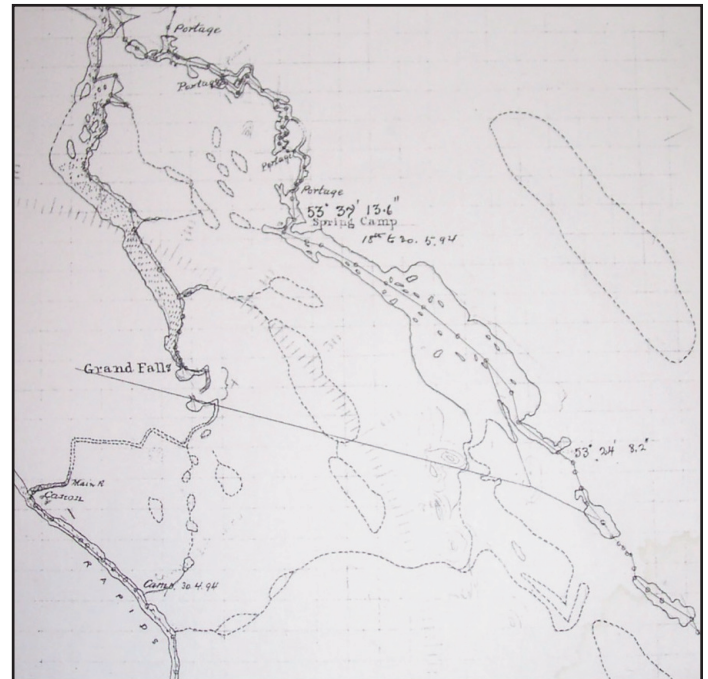 Portage
Portage
Portage
Portage
53° 37' 13.6"
Spring Camp
18th to 20. 5. 94
Grand Falls
53° 24' 8.2"
Main R
Canon
Camp. 30.4.94
RAPIDS